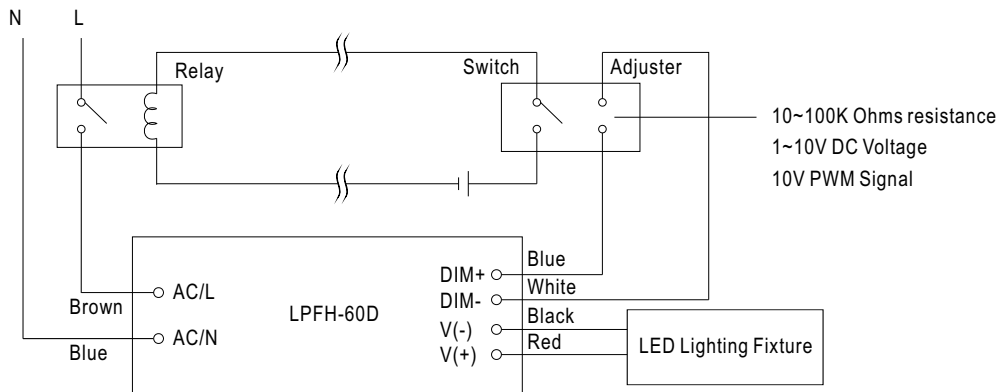 N
L
Relay
Switch
Adjuster
10~100K Ohms resistance
1~10V DC Voltage
10V PWM Signal
Brown
Blue
AC/L
AC/N
LPFH-60D
DIM+
DIM-
V(-)
V(+)
Blue
White
Black
Red
LED Lighting Fixture